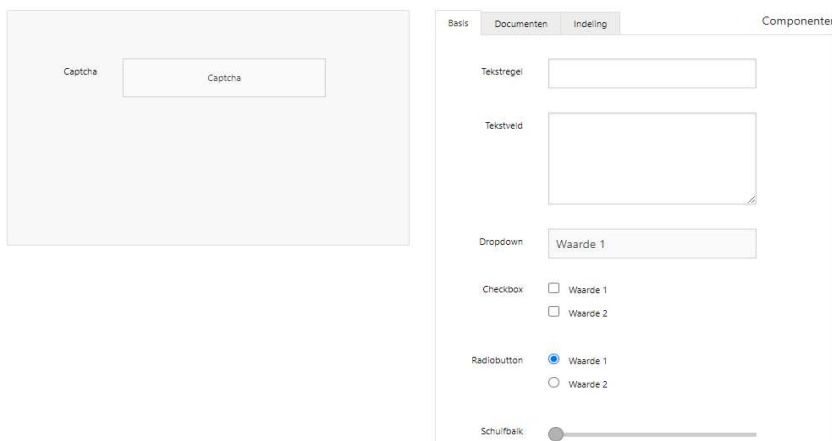 Captcha
Captcha
Basis
Documenten
Indeling
Componenten
Tekstregel
Tekstveld
Dropdown
Waarde 1
Checkbox
Waarde 1
Waarde 2
Radiobutton
Waarde 1
Waarde 2
Schuifbalk